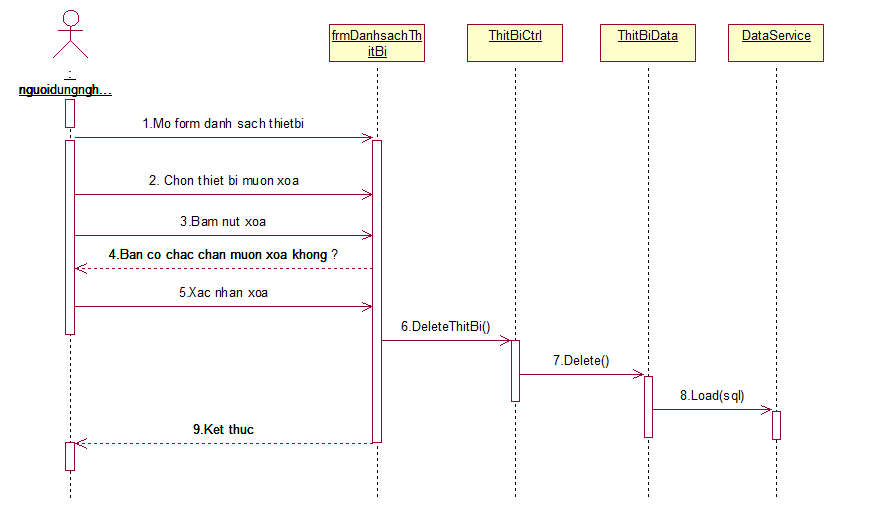 frmDanhsachTh
itBi
ThitBiCtrl
ThitBiData
DataService
:
nguoidungngh...
1.Mo form danh sach thietbi
2. Chon thiet bi muon xoa
3.Bam nut xoa
4.Ban co chac chan muon xoa khong ?
5.Xac nhan xoa
6.DeleteThitBi()
7.Delete()
8.Load(sql)
9.Ket thuc